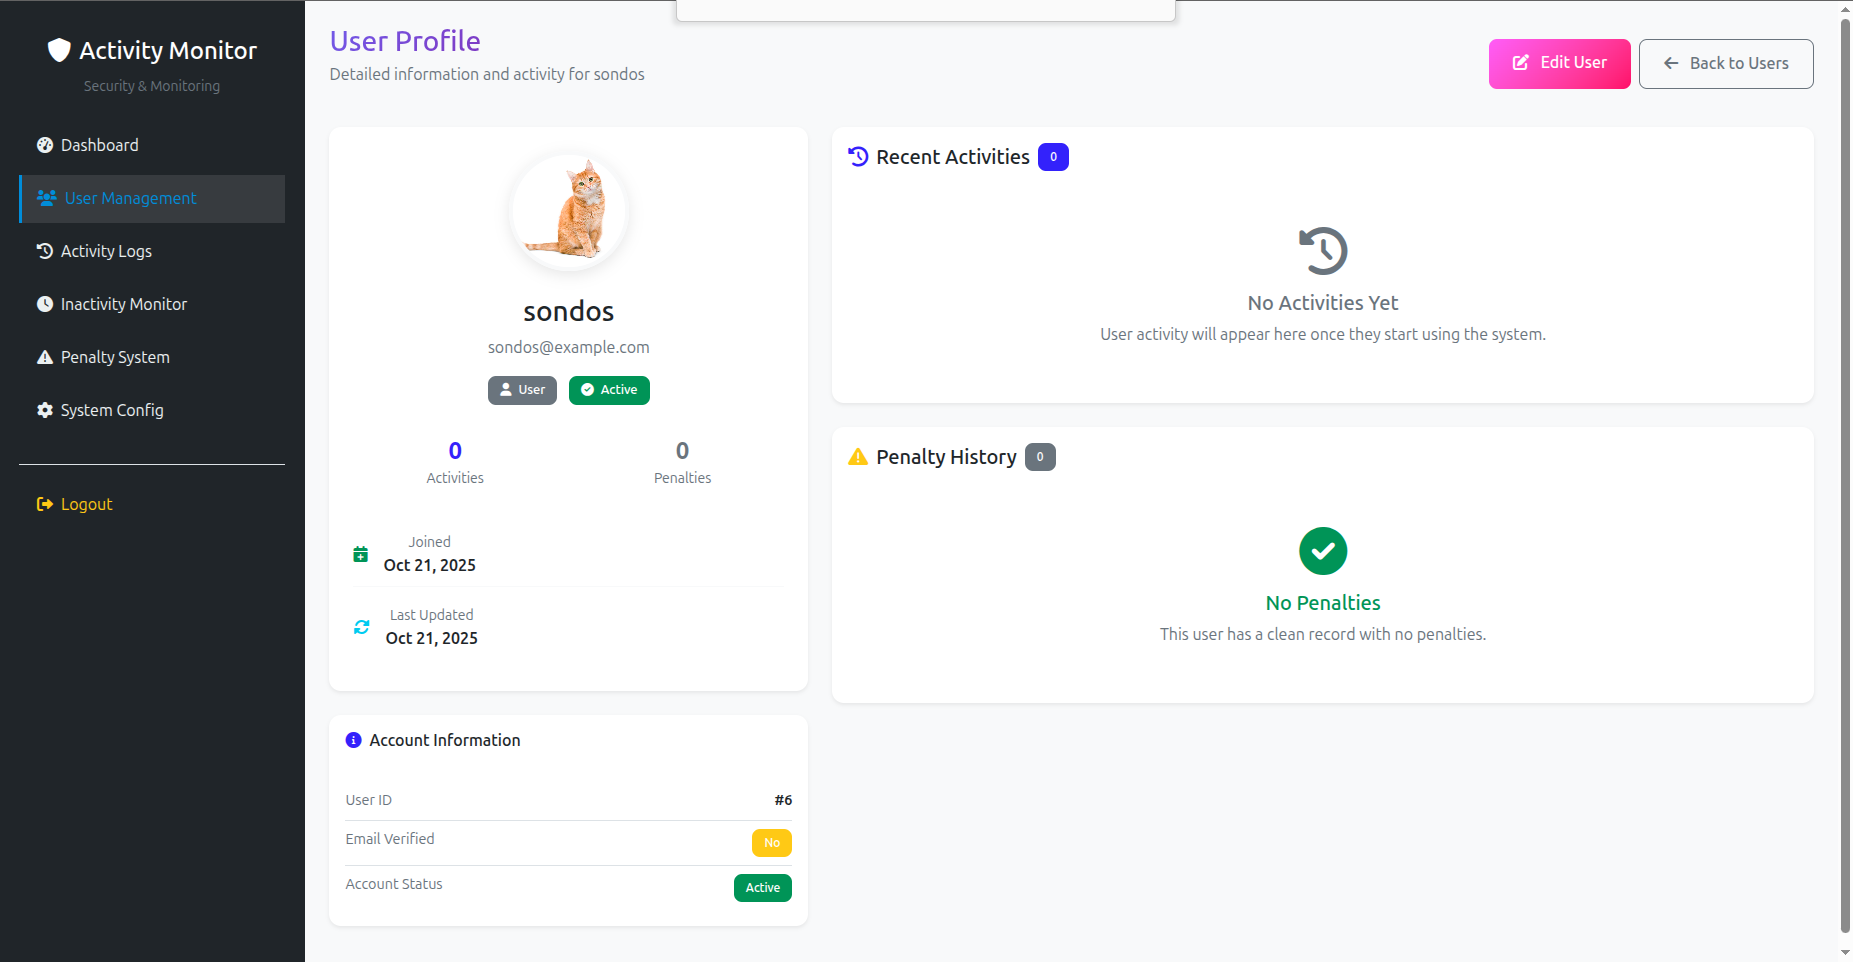 Activity Monitor
Security & Monitoring
Dashboard
User Management
Activity Logs
Inactivity Monitor
Penalty System
System Config
Logout
User Profile
Detailed information and activity for sondos
Edit User
Back to Users
sondos
sondos@example.com
User
Active
0
Activities
0
Penalties
Joined
Oct 21, 2025
Last Updated
Oct 21, 2025
Account Information
User ID
#6
Email Verified
No
Account Status
Active
Recent Activities 0
No Activities Yet
User activity will appear here once they start using the system.
Penalty History 0
No Penalties
This user has a clean record with no penalties.